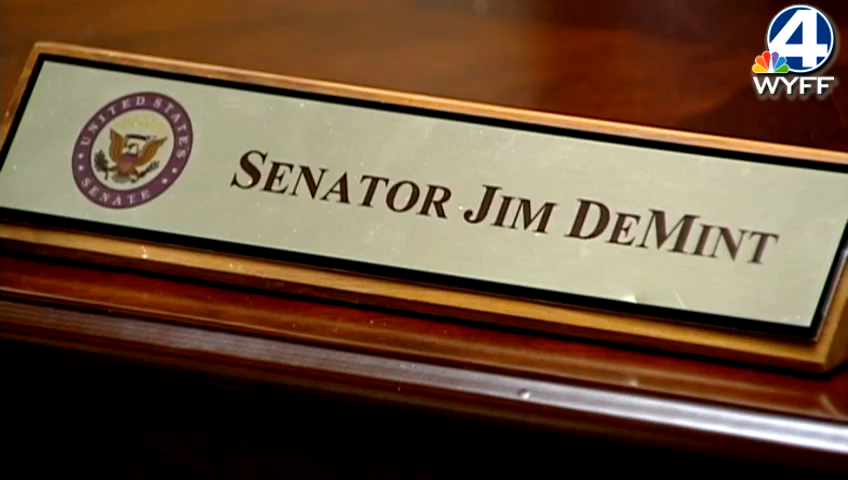 4
WYFF
UNITED STATES
SENATE
SENATOR JIM DEMINT